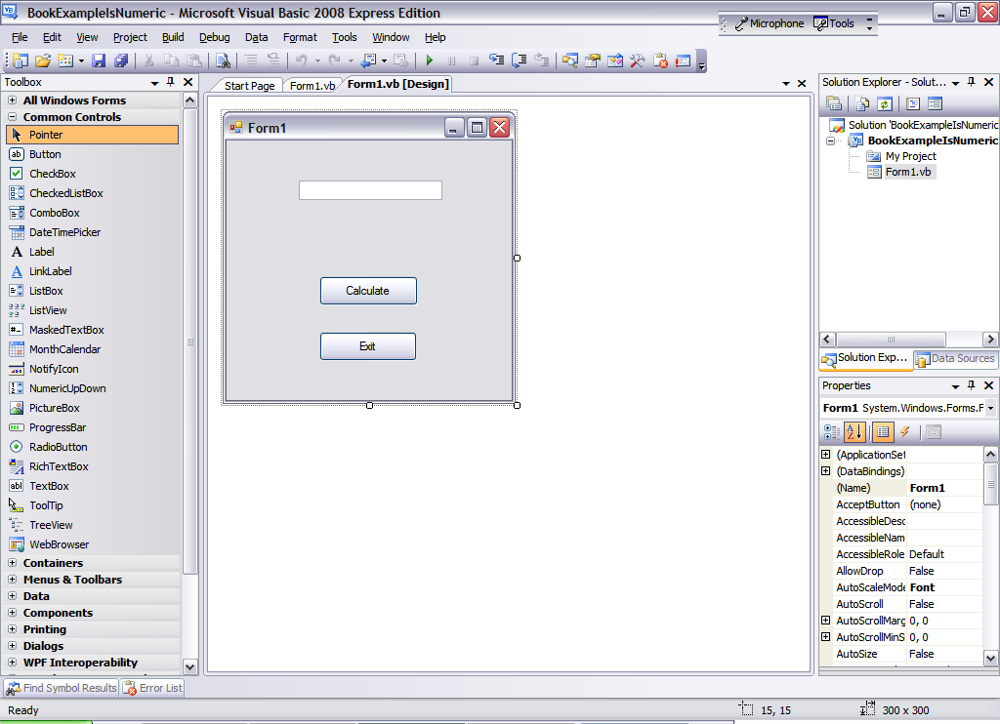 BookExampleIsNumeric - Microsoft Visual Basic 2008 Express Edition
Microphone Tools
File Edit View Project Build Debug Data Format Tools Window Help
Toolbox
All Windows Forms
Common Controls
Pointer
Button
CheckBox
CheckedListBox
ComboBox
DateTimePicker
Label
LinkLabel
ListBox
ListView
MaskedTextBox
MonthCalendar
NotifyIcon
NumericUpDown
PictureBox
ProgressBar
RadioButton
RichTextBox
TextBox
ToolTip
TreeView
WebBrowser
Containers
Menus & Toolbars
Data
Components
Printing
Dialogs
WPF Interoperability
Start Page Form1.vb Form1.vb [Design]
Form1
Calculate
Exit
Solution Explorer - Solut...
Solution 'BookExampleIsNumeric
BookExampleIsNumeric
My Project
Form1.vb
Solution Exp... Data Sources
Properties
Form1 System.Windows.Forms.F
(ApplicationSet
(DataBindings)
(Name) Form1
AcceptButton (none)
AccessibleDesc
AccessibleNam
AccessibleRole Default
AllowDrop False
AutoScaleMode Font
AutoScroll False
AutoScrollMarg 0, 0
AutoScrollMinS 0, 0
AutoSize False
Find Symbol Results Error List
Ready 15, 15 300 x 300